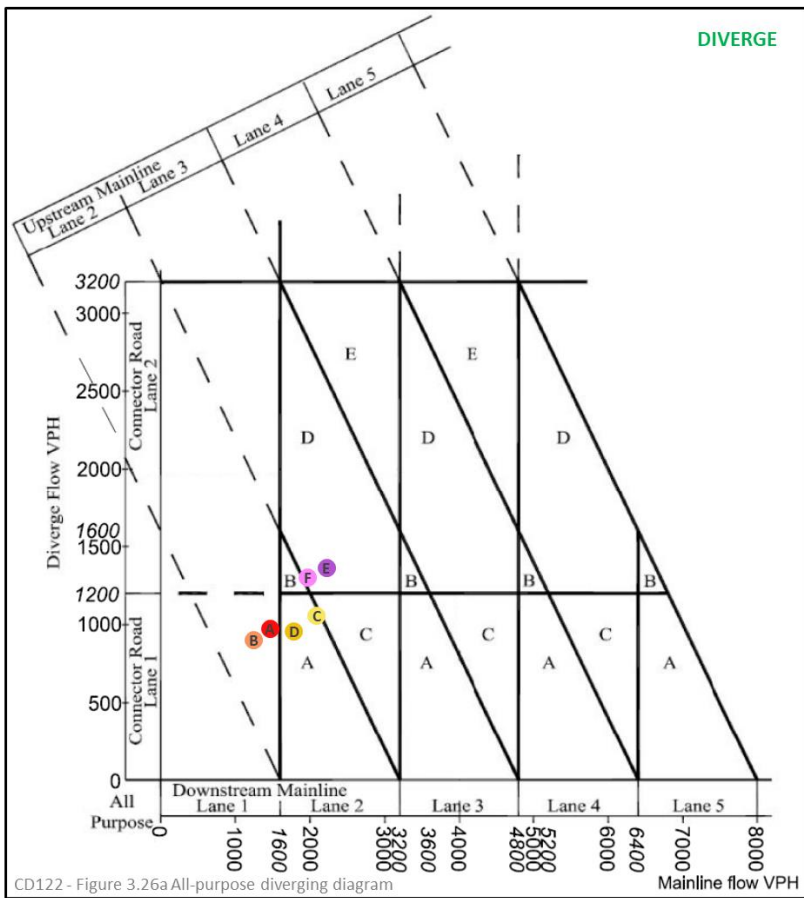 DIVERGE
Lane 5
Lane 4
Upstream Mainline
Lane 3
Lane 2
3200
3000
2500
2000
1600
1500
1200
1000
500
0
Diverge Flow VPH
Connector Road
Lane 2
Connector Road
Lane 1
E
E
D
D
D
B
F
E
B
B
B
B
A
D
C
A
C
A
C
A
C
A
Downstream Mainline
All
Purpose
Lane 1
Lane 2
Lane 3
Lane 4
Lane 5
0
1000
1600
2000
3000
3200
3600
4000
4800
5000
5200
6000
6400
7000
8000
CD122 - Figure 3.26a All-purpose diverging diagram
Mainline flow VPH